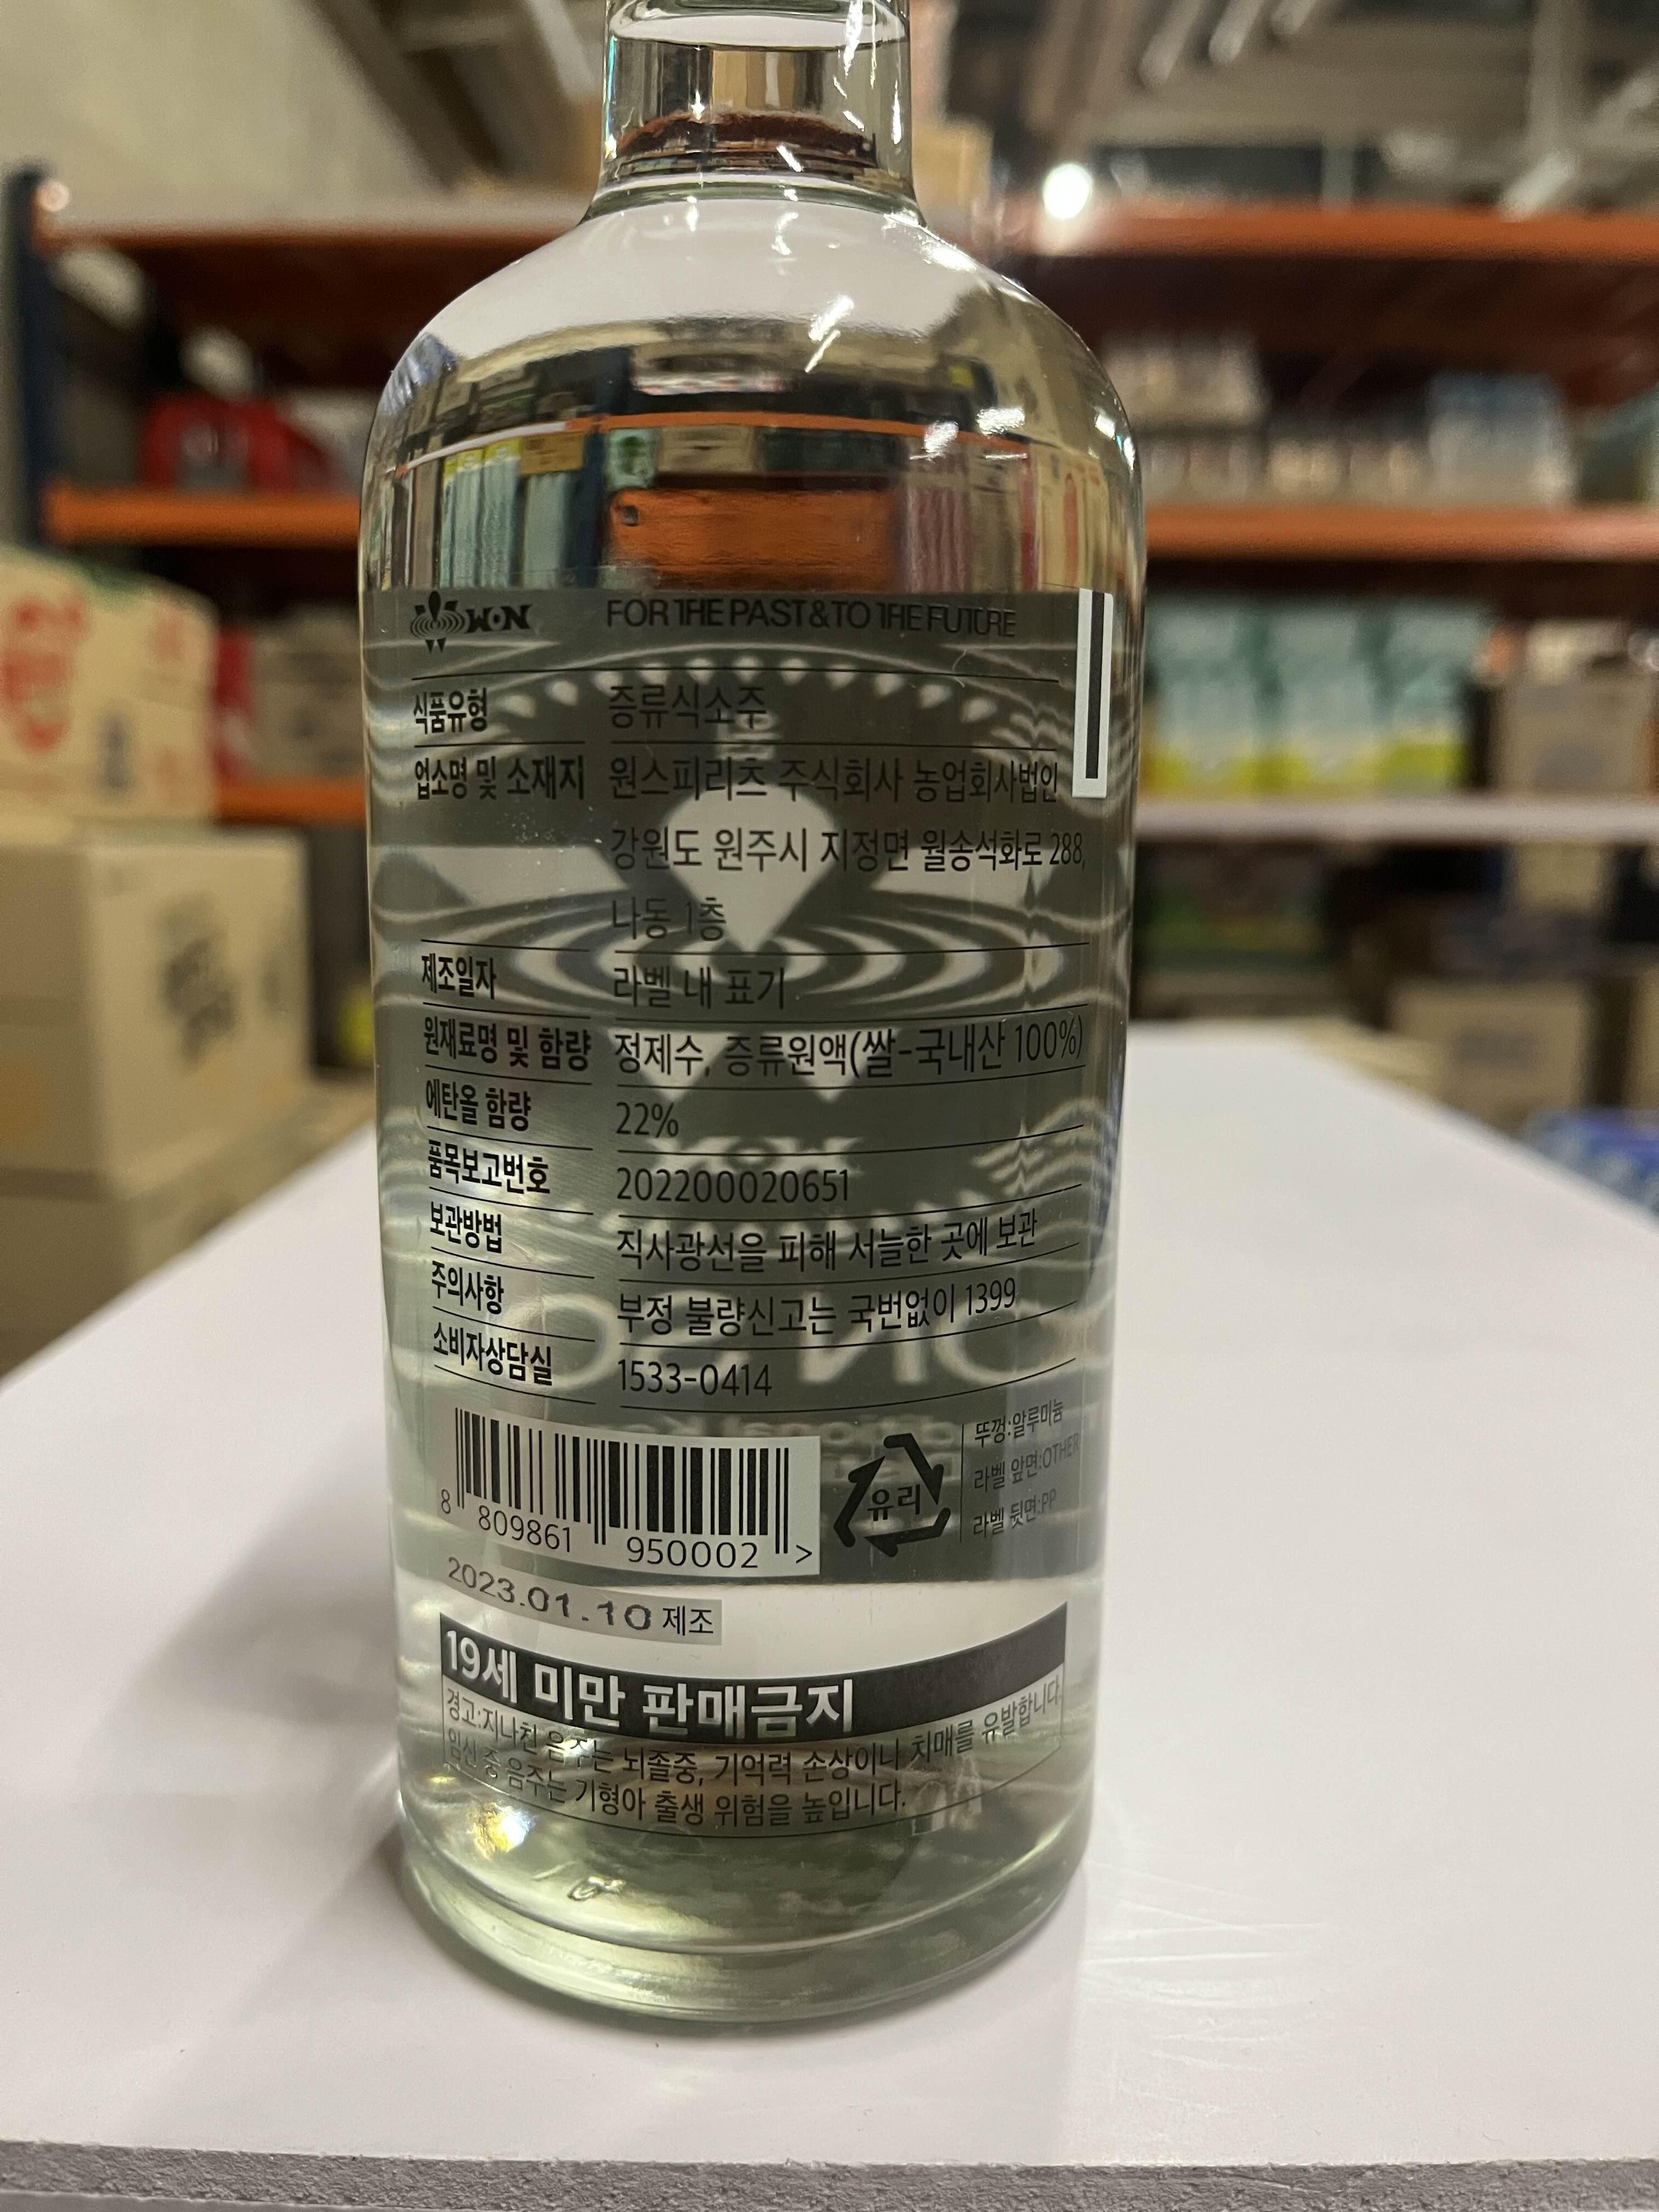 WON FOR THE PAST & TO THE FUTURE
식품유형 증류식소주
업소명 및 소재지 원스피리츠 주식회사 농업회사법인
강원도 원주시 지정면 월송석화로 288,
나동 1층
제조일자 라벨 내 표기
원재료명 및 함량 정제수, 증류원액(쌀-국내산 100%)
에탄올 함량 22%
품목보고번호 202200020651
보관방법 직사광선을 피해 서늘한 곳에 보관
주의사항 부정 불량신고는 국번없이 1399
소비자상담실 1533-0414
뚜껑:알루미늄
라벨 앞면:OTHER
라벨 뒷면:PP
유리
8 809861 950002 >
2023.01.10 제조
19세 미만 판매금지
경고:지나친 음주는 뇌졸중, 기억력 손상이나 치매를 유발합니다.
임신 중 음주는 기형아 출생 위험을 높입니다.